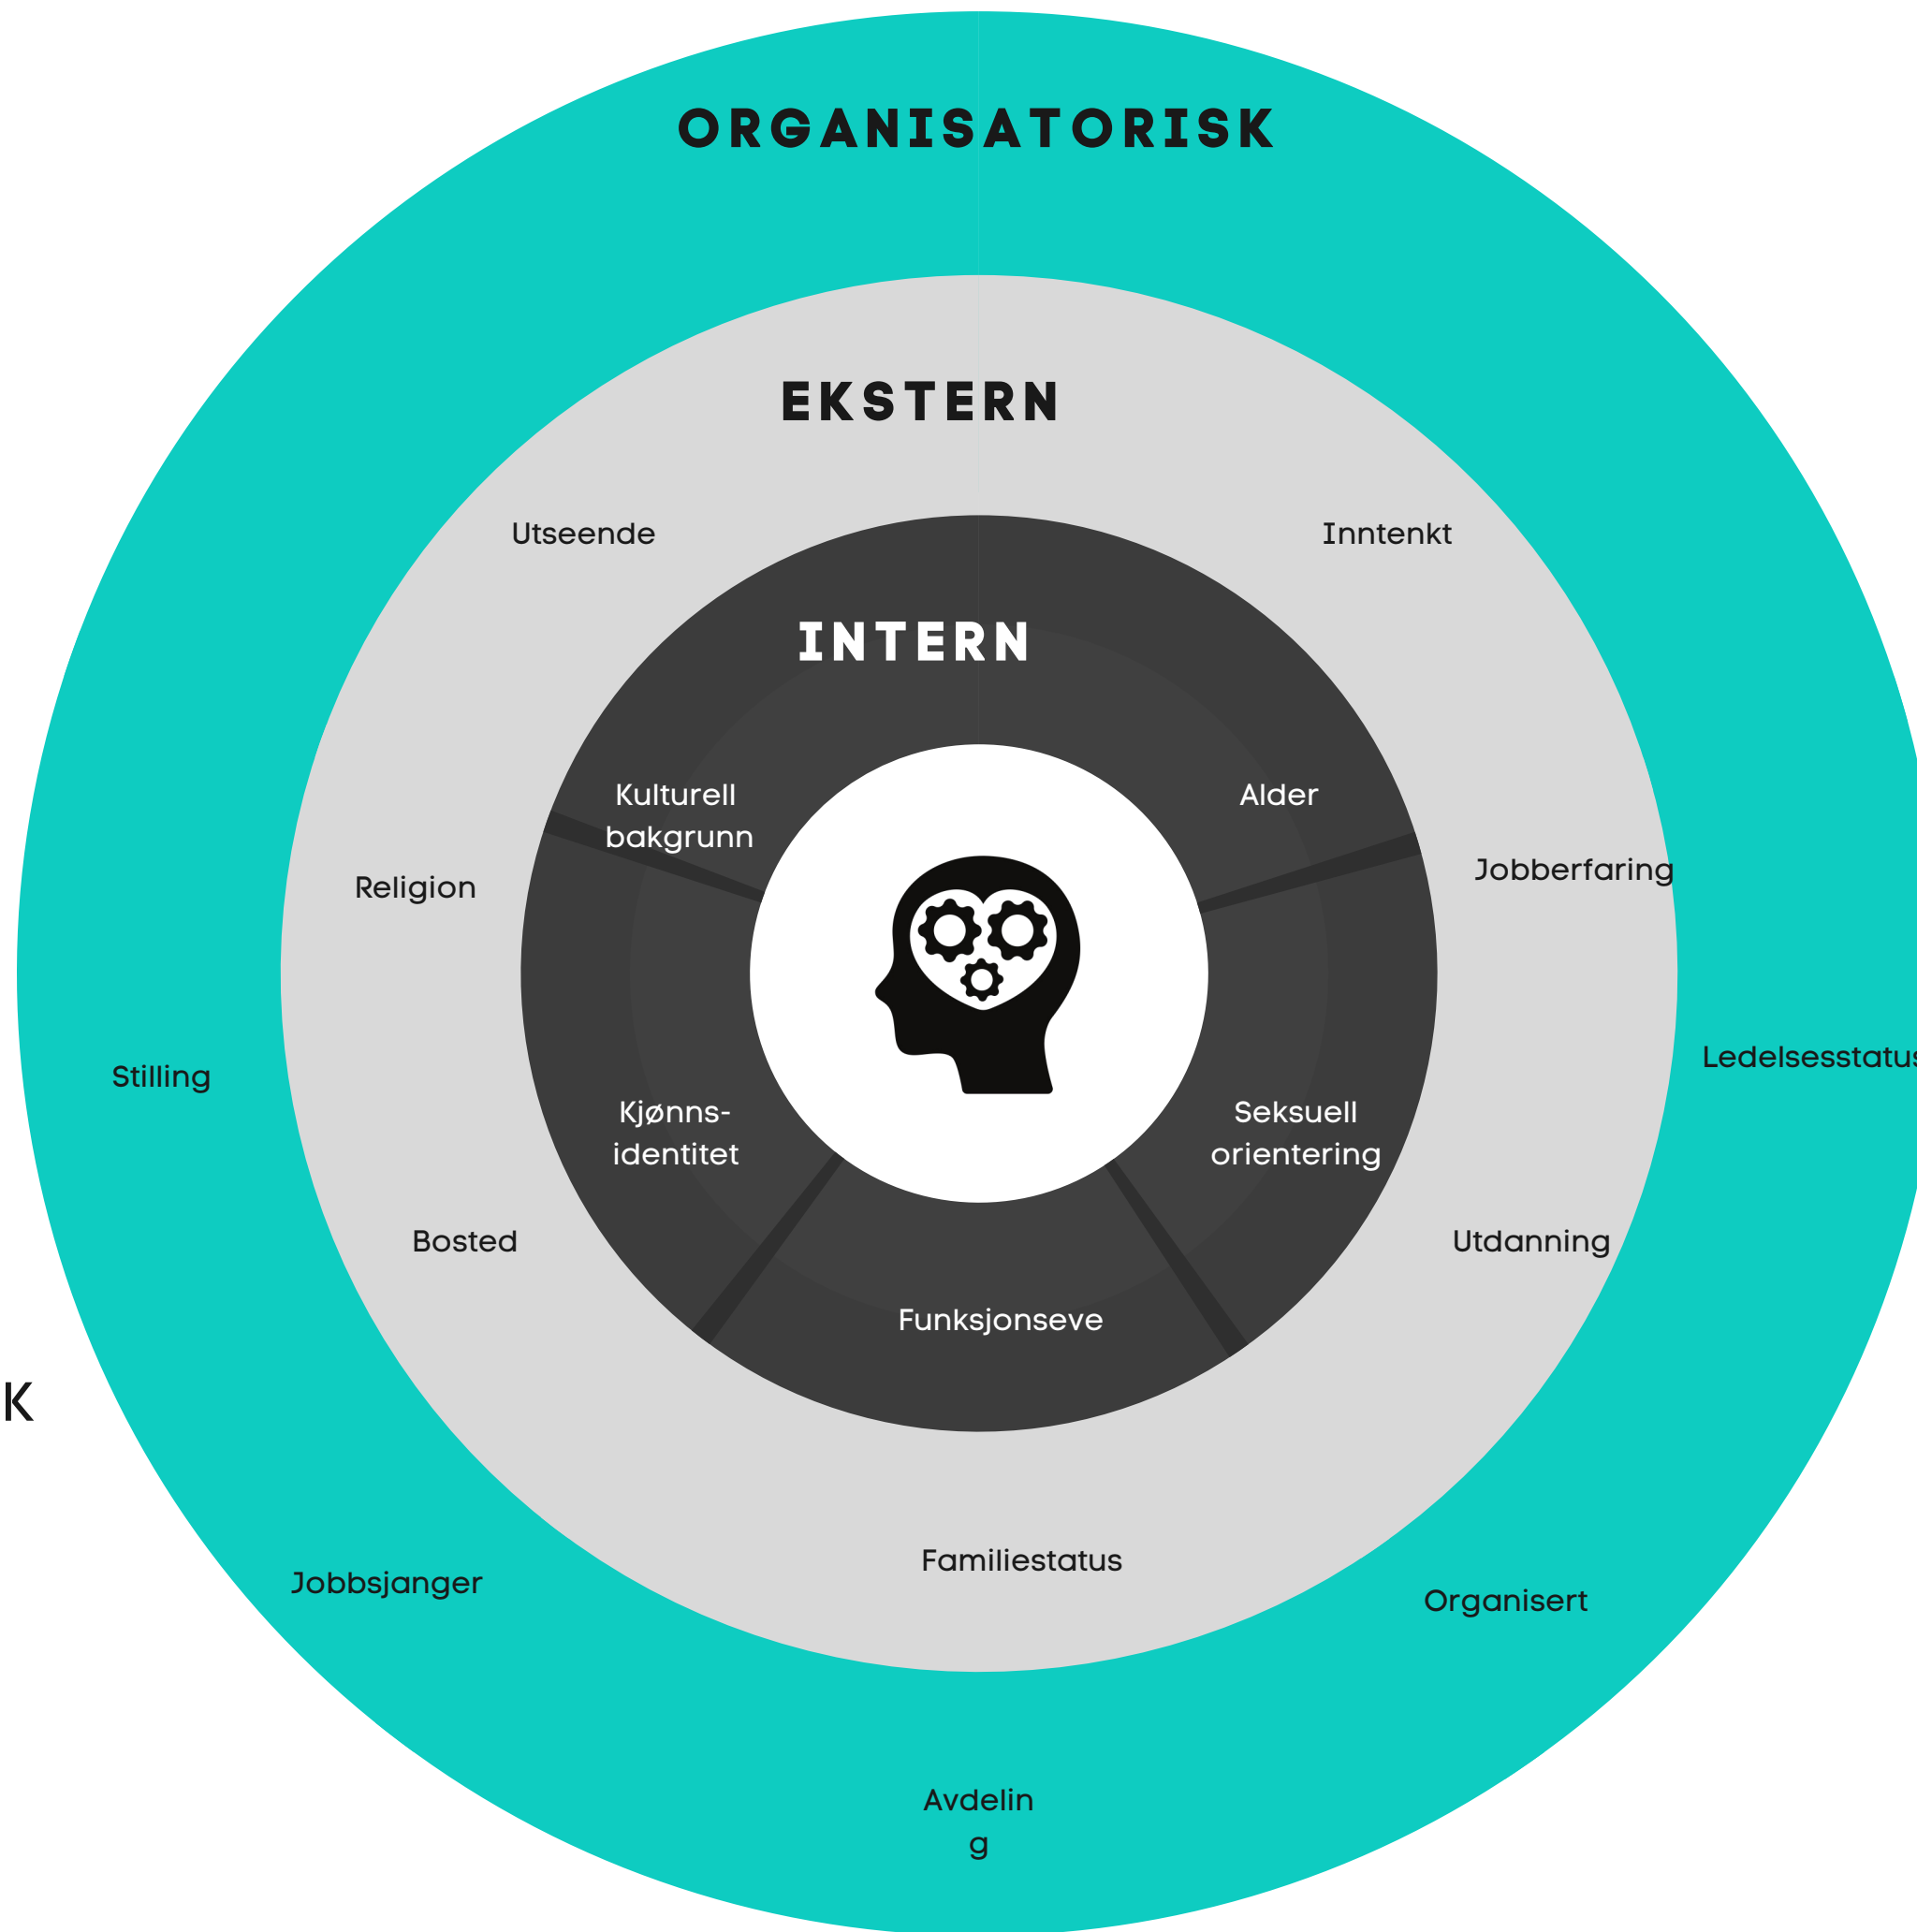 ORGANISATORISK
EKSTERN
Utseende
Inntenkt
INTERN
Kulturell
bakgrunn
Alder
Religion
Jobberfaring
Stilling
Ledelsesstatus
Kjønns-
identitet
Seksuell
orientering
Bosted
Utdanning
Funksjonseve
K
Familiestatus
Jobbsjanger
Organisert
Avdelin
g